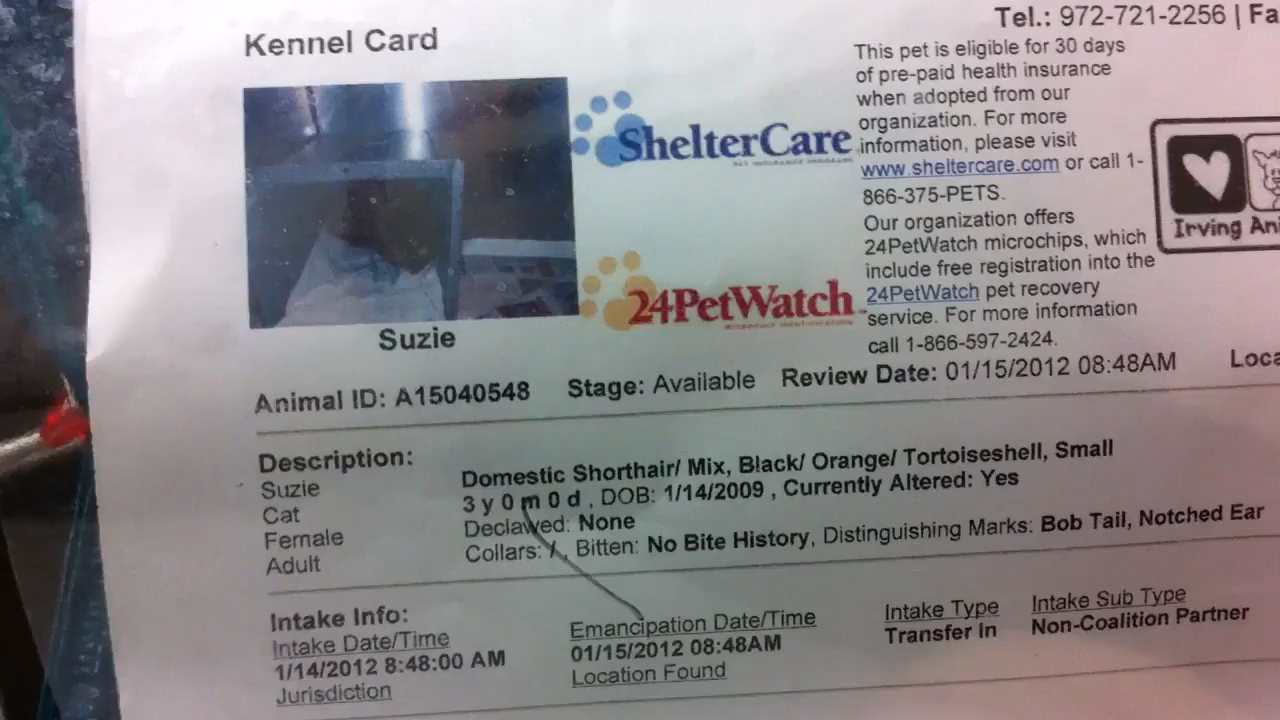 Tel.: 972-721-2256 | Fa
Kennel Card
This pet is eligible for 30 days
of pre-paid health insurance
when adopted from our
organization. For more
information, please visit
www.sheltercare.com or call 1-
866-375-PETS.
ShelterCare
Our organization offers
24PetWatch microchips, which
include free registration into the
24PetWatch pet recovery
service. For more information
call 1-866-597-2424.
24PetWatch
Irving An
Suzie
Animal ID: A15040548 Stage: Available Review Date: 01/15/2012 08:48AM Loca
Description:
Suzie
Cat
Female
Adult
Domestic Shorthair/ Mix, Black/ Orange/ Tortoiseshell, Small
3 y 0 m 0 d , DOB: 1/14/2009 , Currently Altered: Yes
Declawed: None
Collars: / , Bitten: No Bite History, Distinguishing Marks: Bob Tail, Notched Ear
Intake Info:
Intake Date/Time
1/14/2012 8:48:00 AM
Jurisdiction
Emancipation Date/Time
01/15/2012 08:48AM
Location Found
Intake Type
Transfer In
Intake Sub Type
Non-Coalition Partner